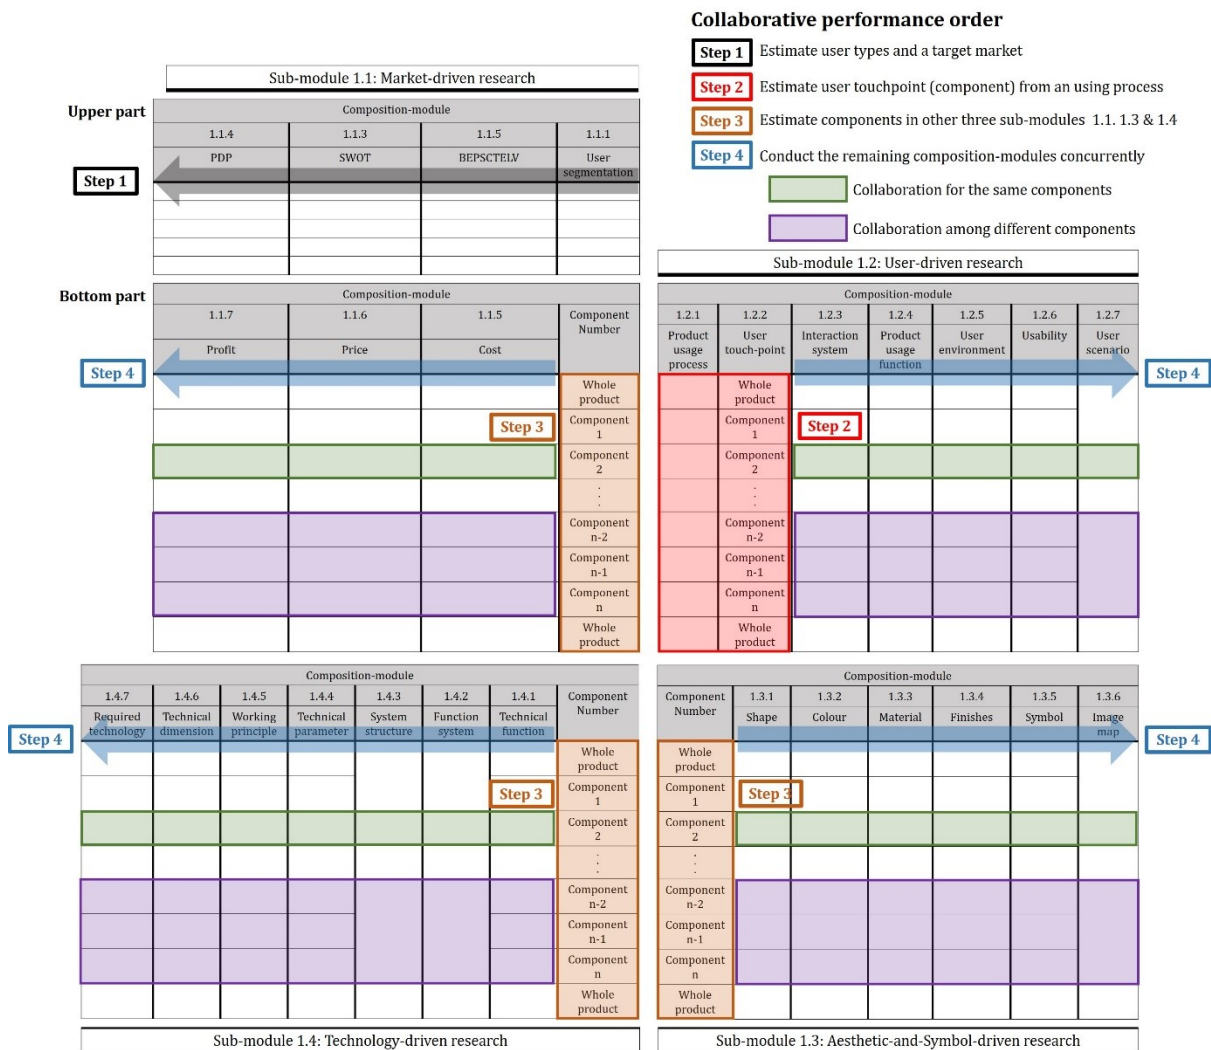 Collaborative performance order
Step 1 Estimate user types and a target market
Step 2 Estimate user touchpoint (component) from an using process
Step 3 Estimate components in other three sub-modules 1.1. 1.3 & 1.4
Step 4 Conduct the remaining composition-modules concurrently
Collaboration for the same components
Collaboration among different components
Sub-module 1.1: Market-driven research
Upper part
Composition-module
1.1.4 1.1.3 1.1.5 1.1.1
PDP SWOT BEPSCTELV User
segmentation
Step 1
Bottom part
Composition-module
1.1.7 1.1.6 1.1.5 Component
Number
Profit Price Cost
Step 4
Step 3
Whole
product
Component
1
Component
2
.
.
.
Component
n-2
Component
n-1
Component
n
Whole
product
Sub-module 1.2: User-driven research
Composition-module
1.2.1 1.2.2 1.2.3 1.2.4 1.2.5 1.2.6 1.2.7
Product User Interaction Product User Usability User
usage touch-point system usage environment scenario
process function
Step 4
Step 2
Whole
product
Component
1
Component
2
.
.
.
Component
n-2
Component
n-1
Component
n
Whole
product
Composition-module
1.4.7 1.4.6 1.4.5 1.4.4 1.4.3 1.4.2 1.4.1 Component
Number
Required Technical Working Technical System Function Technical
technology dimension principle parameter structure system function
Step 4
Step 3
Whole
product
Component
1
Component
2
.
.
.
Component
n-2
Component
n-1
Component
n
Whole
product
Sub-module 1.4: Technology-driven research
Composition-module
Component 1.3.1 1.3.2 1.3.3 1.3.4 1.3.5 1.3.6
Number
Shape Colour Material Finishes Symbol Image
map
Step 4
Step 3
Whole
product
Component
1
Component
2
.
.
.
Component
n-2
Component
n-1
Component
n
Whole
product
Sub-module 1.3: Aesthetic-and-Symbol-driven research